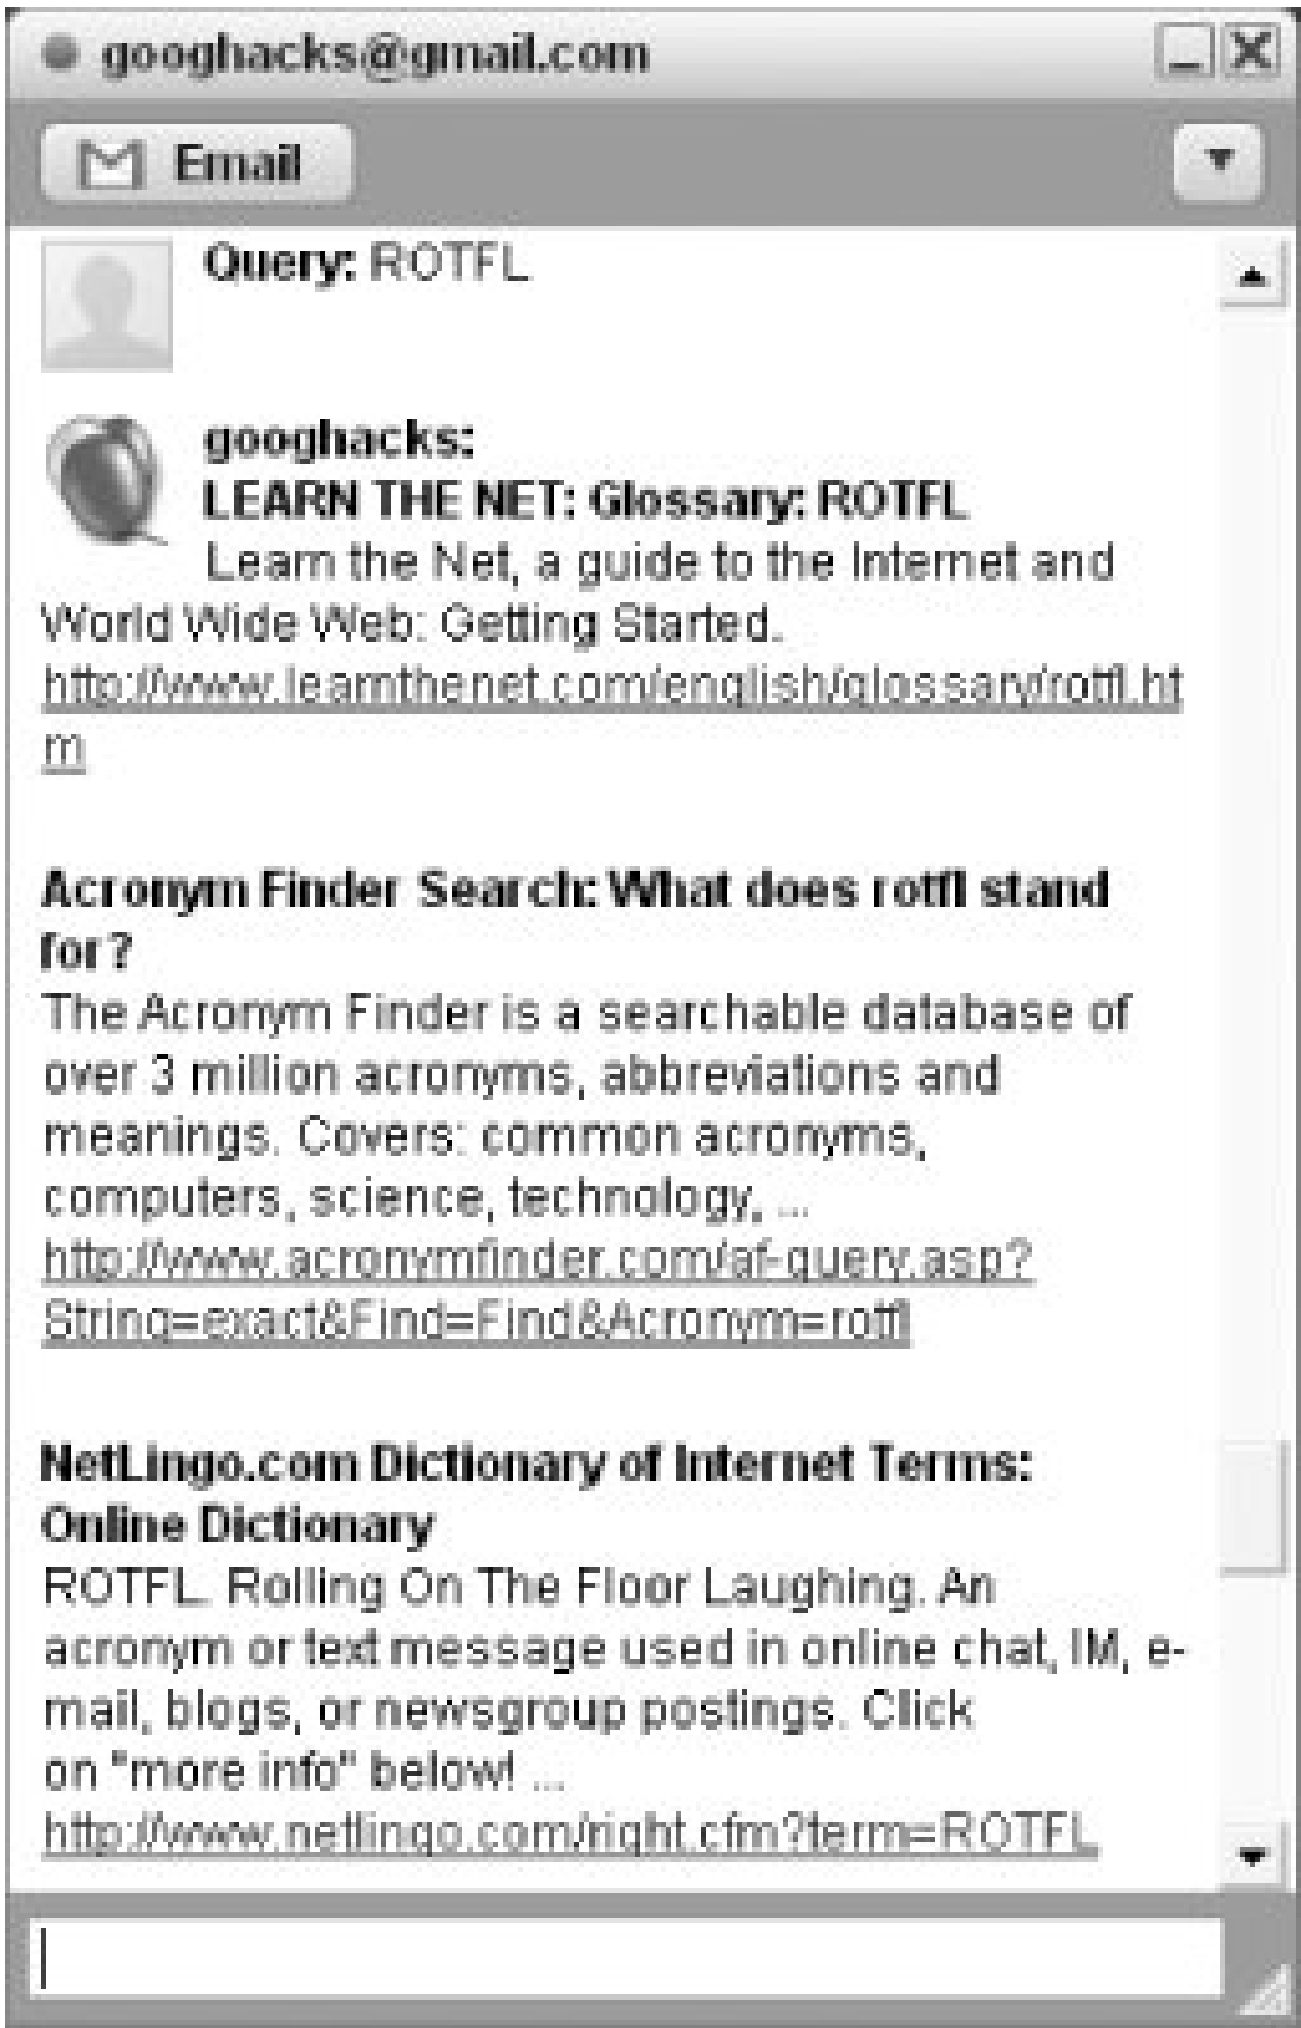 googhacks@gmail.com
Email
Query: ROTFL
googhacks:
LEARN THE NET: Glossary: ROTFL
Learn the Net, a guide to the Internet and
World Wide Web: Getting Started.
http://www.learnthenet.com/english/glossary/rotfl.ht
m
Acronym Finder Search: What does rotfl stand
for?
The Acronym Finder is a searchable database of
over 3 million acronyms, abbreviations and
meanings. Covers: common acronyms,
computers, science, technology, ...
http://www.acronymfinder.com/af-query.asp?
String=exact&Find=Find&Acronym=rotfl
NetLingo.com Dictionary of Internet Terms:
Online Dictionary
ROTFL. Rolling On The Floor Laughing. An
acronym or text message used in online chat, IM, e-
mail, blogs, or newsgroup postings. Click
on "more info" below! ...
http://www.netlingo.com/right.cfm?term=ROTFL